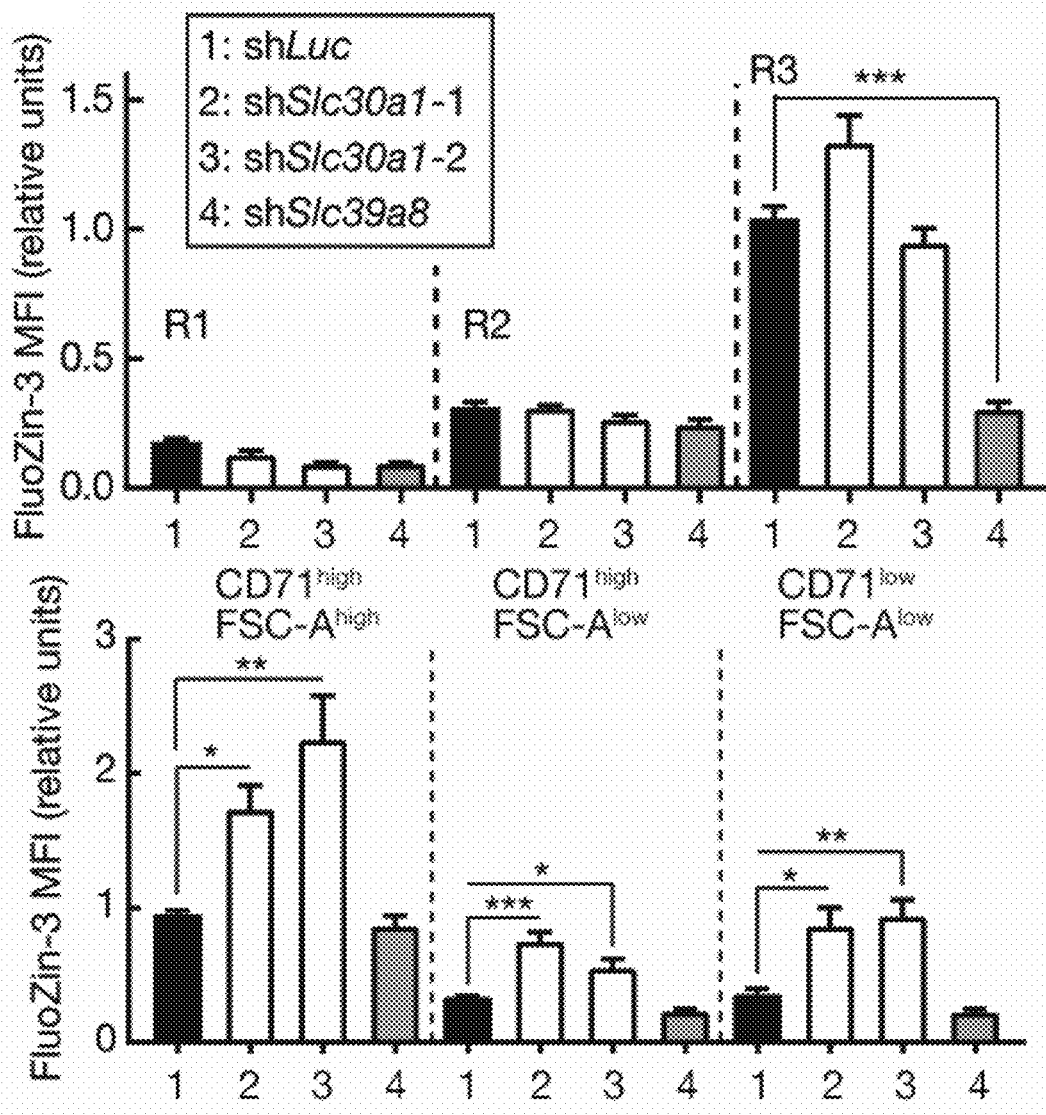 1: shLuc
2: shSlc30a1-1
3: shSlc30a1-2
4: shSlc39a8
FluoZin-3 MFI (relative units)
1.5
1.0
0.5
0.0
R1
R2
R3
***
1 2 3 4 1 2 3 4 1 2 3 4
CD71high CD71high CD71low
FSC-Ahigh FSC-Alow FSC-Alow
FluoZin-3 MFI (relative units)
3
2
1
0
**
*
*
***
**
*
1 2 3 4 1 2 3 4 1 2 3 4